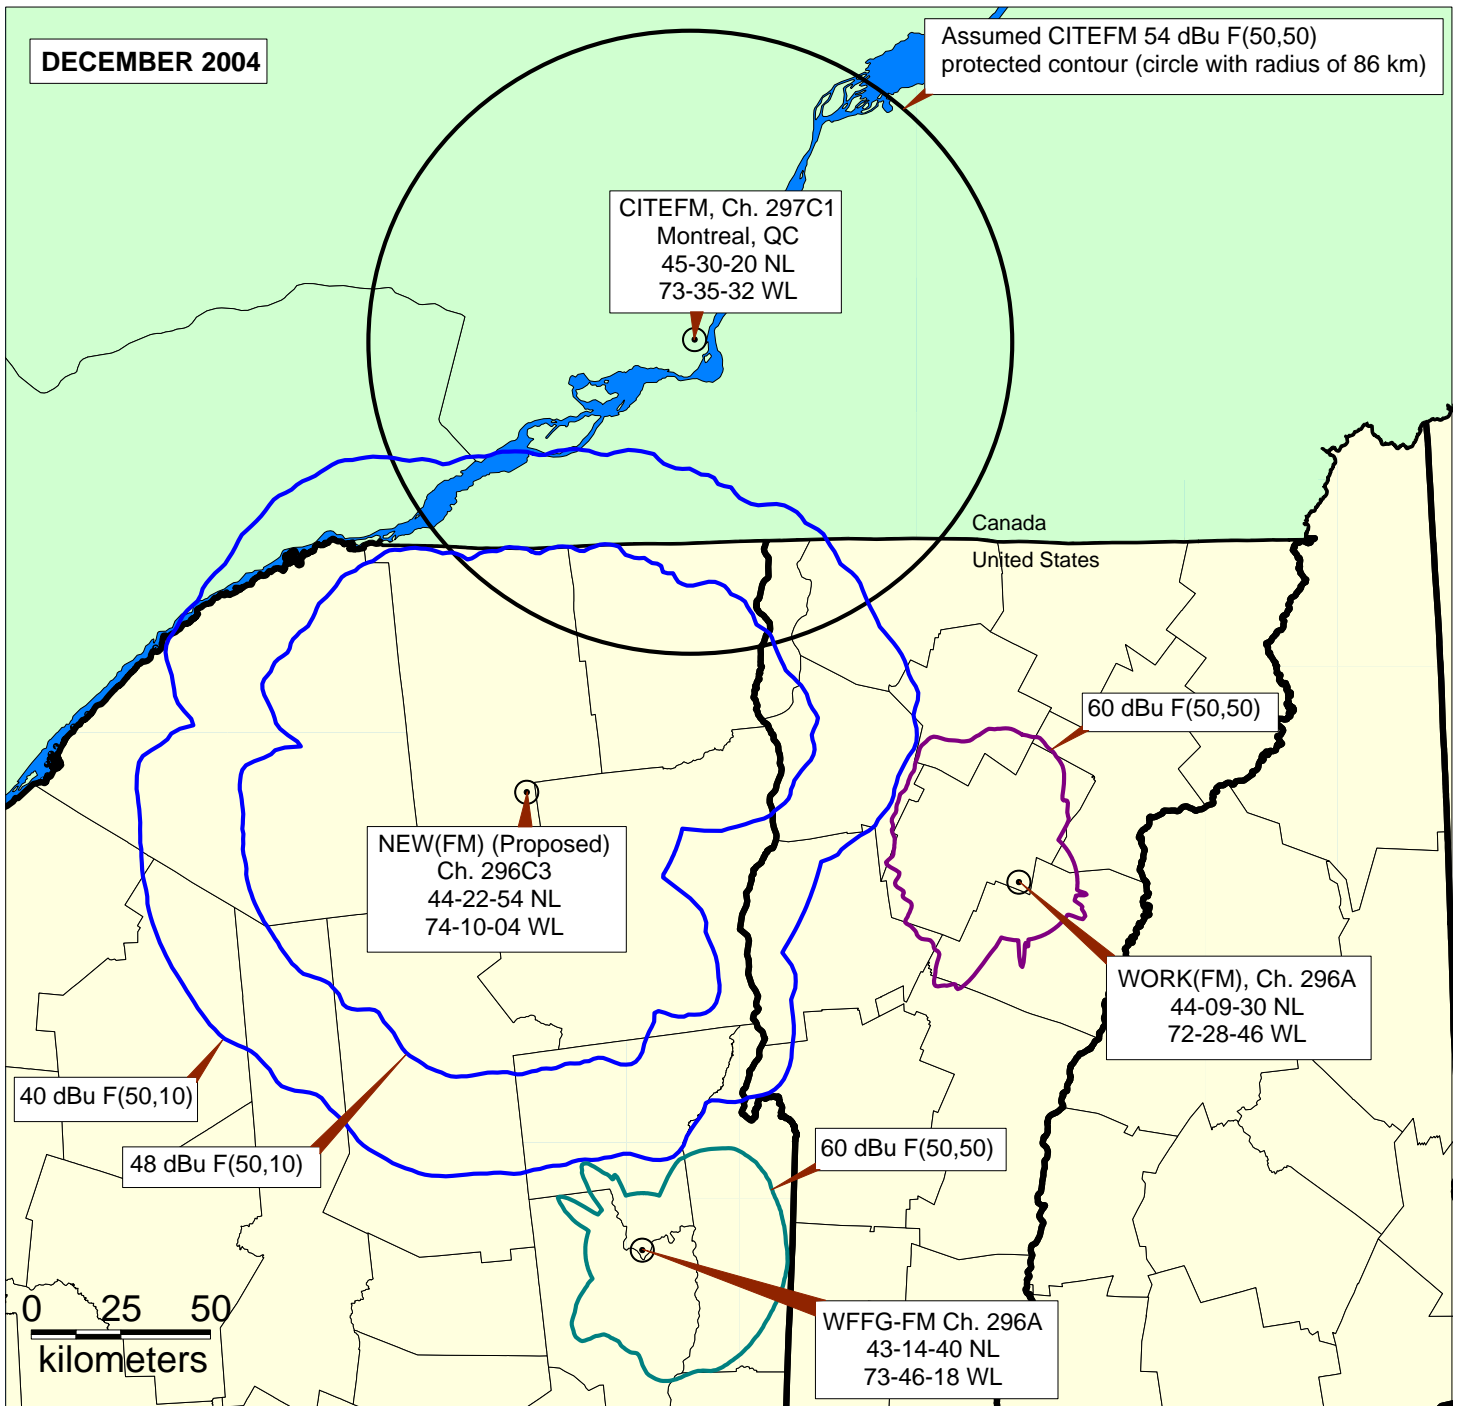 DECEMBER 2004
Assumed CITEFM 54 dBu F(50,50)
protected contour (circle with radius of 86 km)
CITEFM, Ch. 297C1
Montreal, QC
45-30-20 NL
73-35-32 WL
Canada
United States
60 dBu F(50,50)
NEW(FM) (Proposed)
Ch. 296C3
44-22-54 NL
74-10-04 WL
WORK(FM), Ch. 296A
44-09-30 NL
72-28-46 WL
40 dBu F(50,10)
48 dBu F(50,10)
60 dBu F(50,50)
WFFG-FM Ch. 296A
43-14-40 NL
73-46-18 WL
0 25 50
kilometers